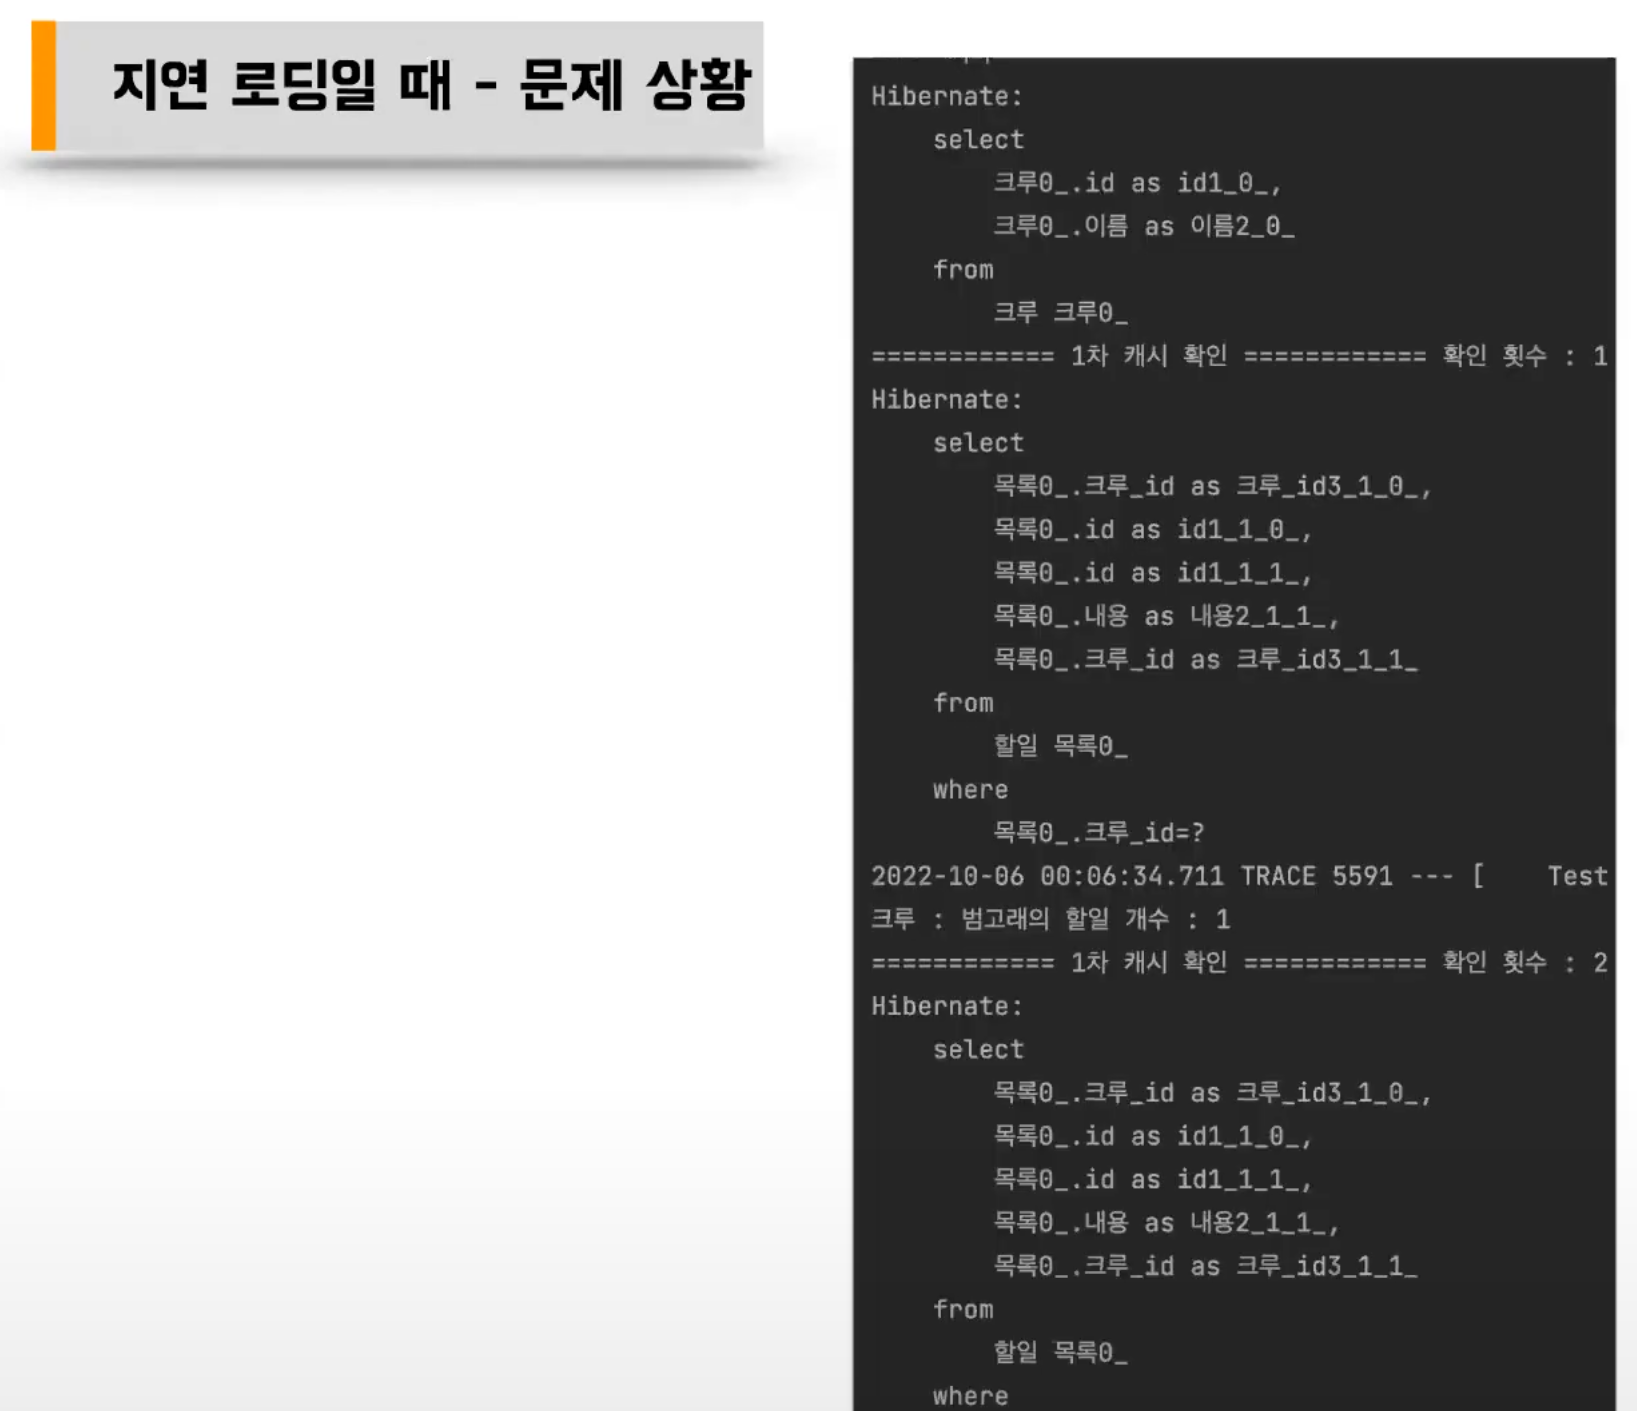 지연 로딩일 때 - 문제 상황
Hibernate:
select
크루0_.id as id1_0_,
크루0_.이름 as 이름2_0_
from
크루 크루0_
============ 1차 캐시 확인 ============ 확인 횟수 : 1
Hibernate:
select
목록0_.크루_id as 크루_id3_1_0_,
목록0_.id as id1_1_0_,
목록0_.id as id1_1_1_,
목록0_.내용 as 내용2_1_1_,
목록0_.크루_id as 크루_id3_1_1_
from
할일 목록0_
where
목록0_.크루_id=?
2022-10-06 00:06:34.711 TRACE 5591 --- [    Test
크루 : 범고래의 할일 개수 : 1
============ 1차 캐시 확인 ============ 확인 횟수 : 2
Hibernate:
select
목록0_.크루_id as 크루_id3_1_0_,
목록0_.id as id1_1_0_,
목록0_.id as id1_1_1_,
목록0_.내용 as 내용2_1_1_,
목록0_.크루_id as 크루_id3_1_1_
from
할일 목록0_
where